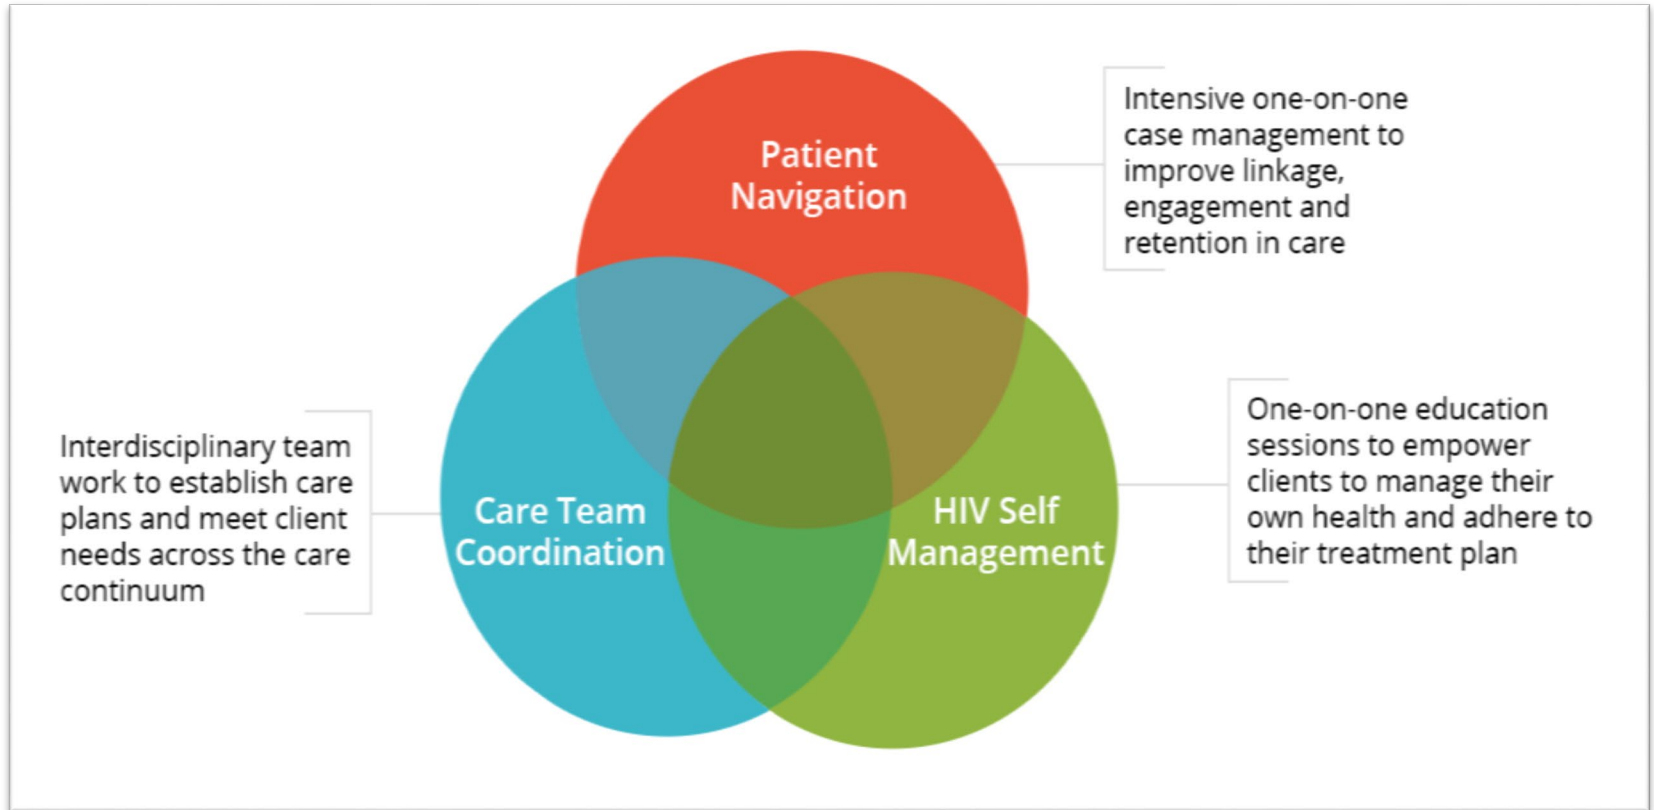 Patient
Navigation
Intensive one-on-one
case management to
improve linkage,
engagement and
retention in care
Interdisciplinary team
work to establish care
plans and meet client
needs across the care
continuum
Care Team
Coordination
HIV Self
Management
One-on-one education
sessions to empower
clients to manage their
own health and adhere to
their treatment plan